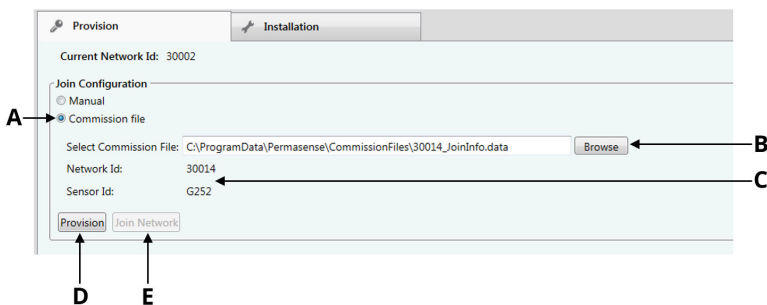 Provision Installation
Current Network Id: 30002
Join Configuration
Manual
A Commission file
Select Commission File: C:\ProgramData\Permasense\CommissionFiles\30014_JoinInfo.data Browse B
Network Id: 30014
C
Sensor Id: G252
Provision Join Network
D E